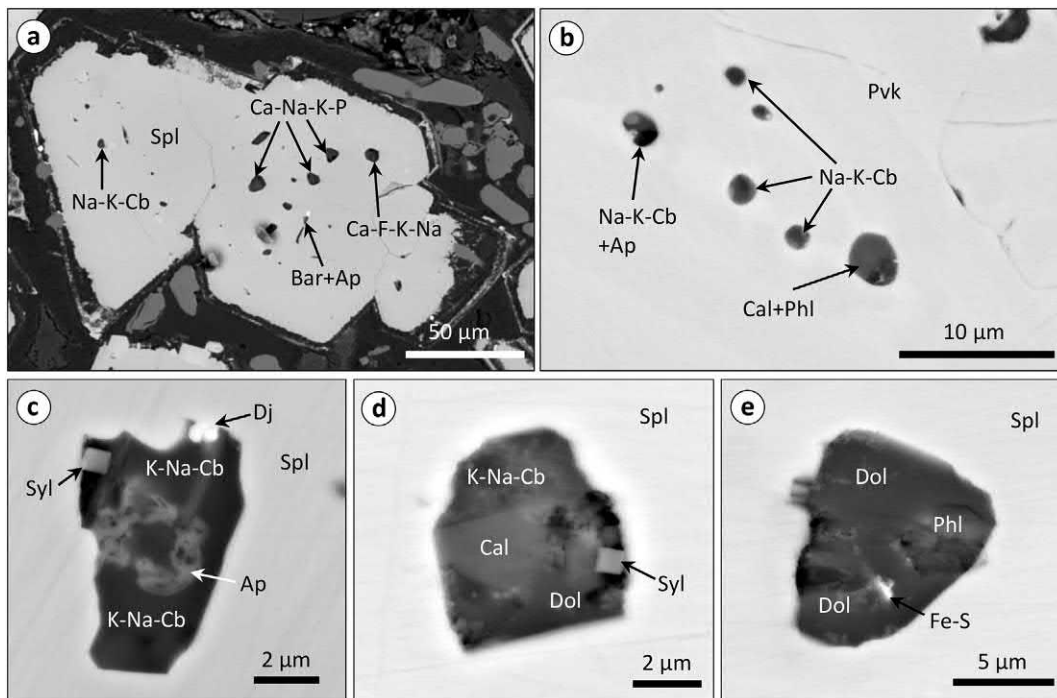 a
Ca-Na-K-P
Spl
Na-K-Cb
Ca-F-K-Na
Bar+Ap
50 μm
b
Pvk
Na-K-Cb
Na-K-Cb
+Ap
Cal+Phl
10 μm
c
Dj
K-Na-Cb
Spl
Syl
Ap
K-Na-Cb
2 μm
d
Spl
K-Na-Cb
Cal
Syl
Dol
2 μm
e
Spl
Dol
Phl
Dol
Fe-S
5 μm